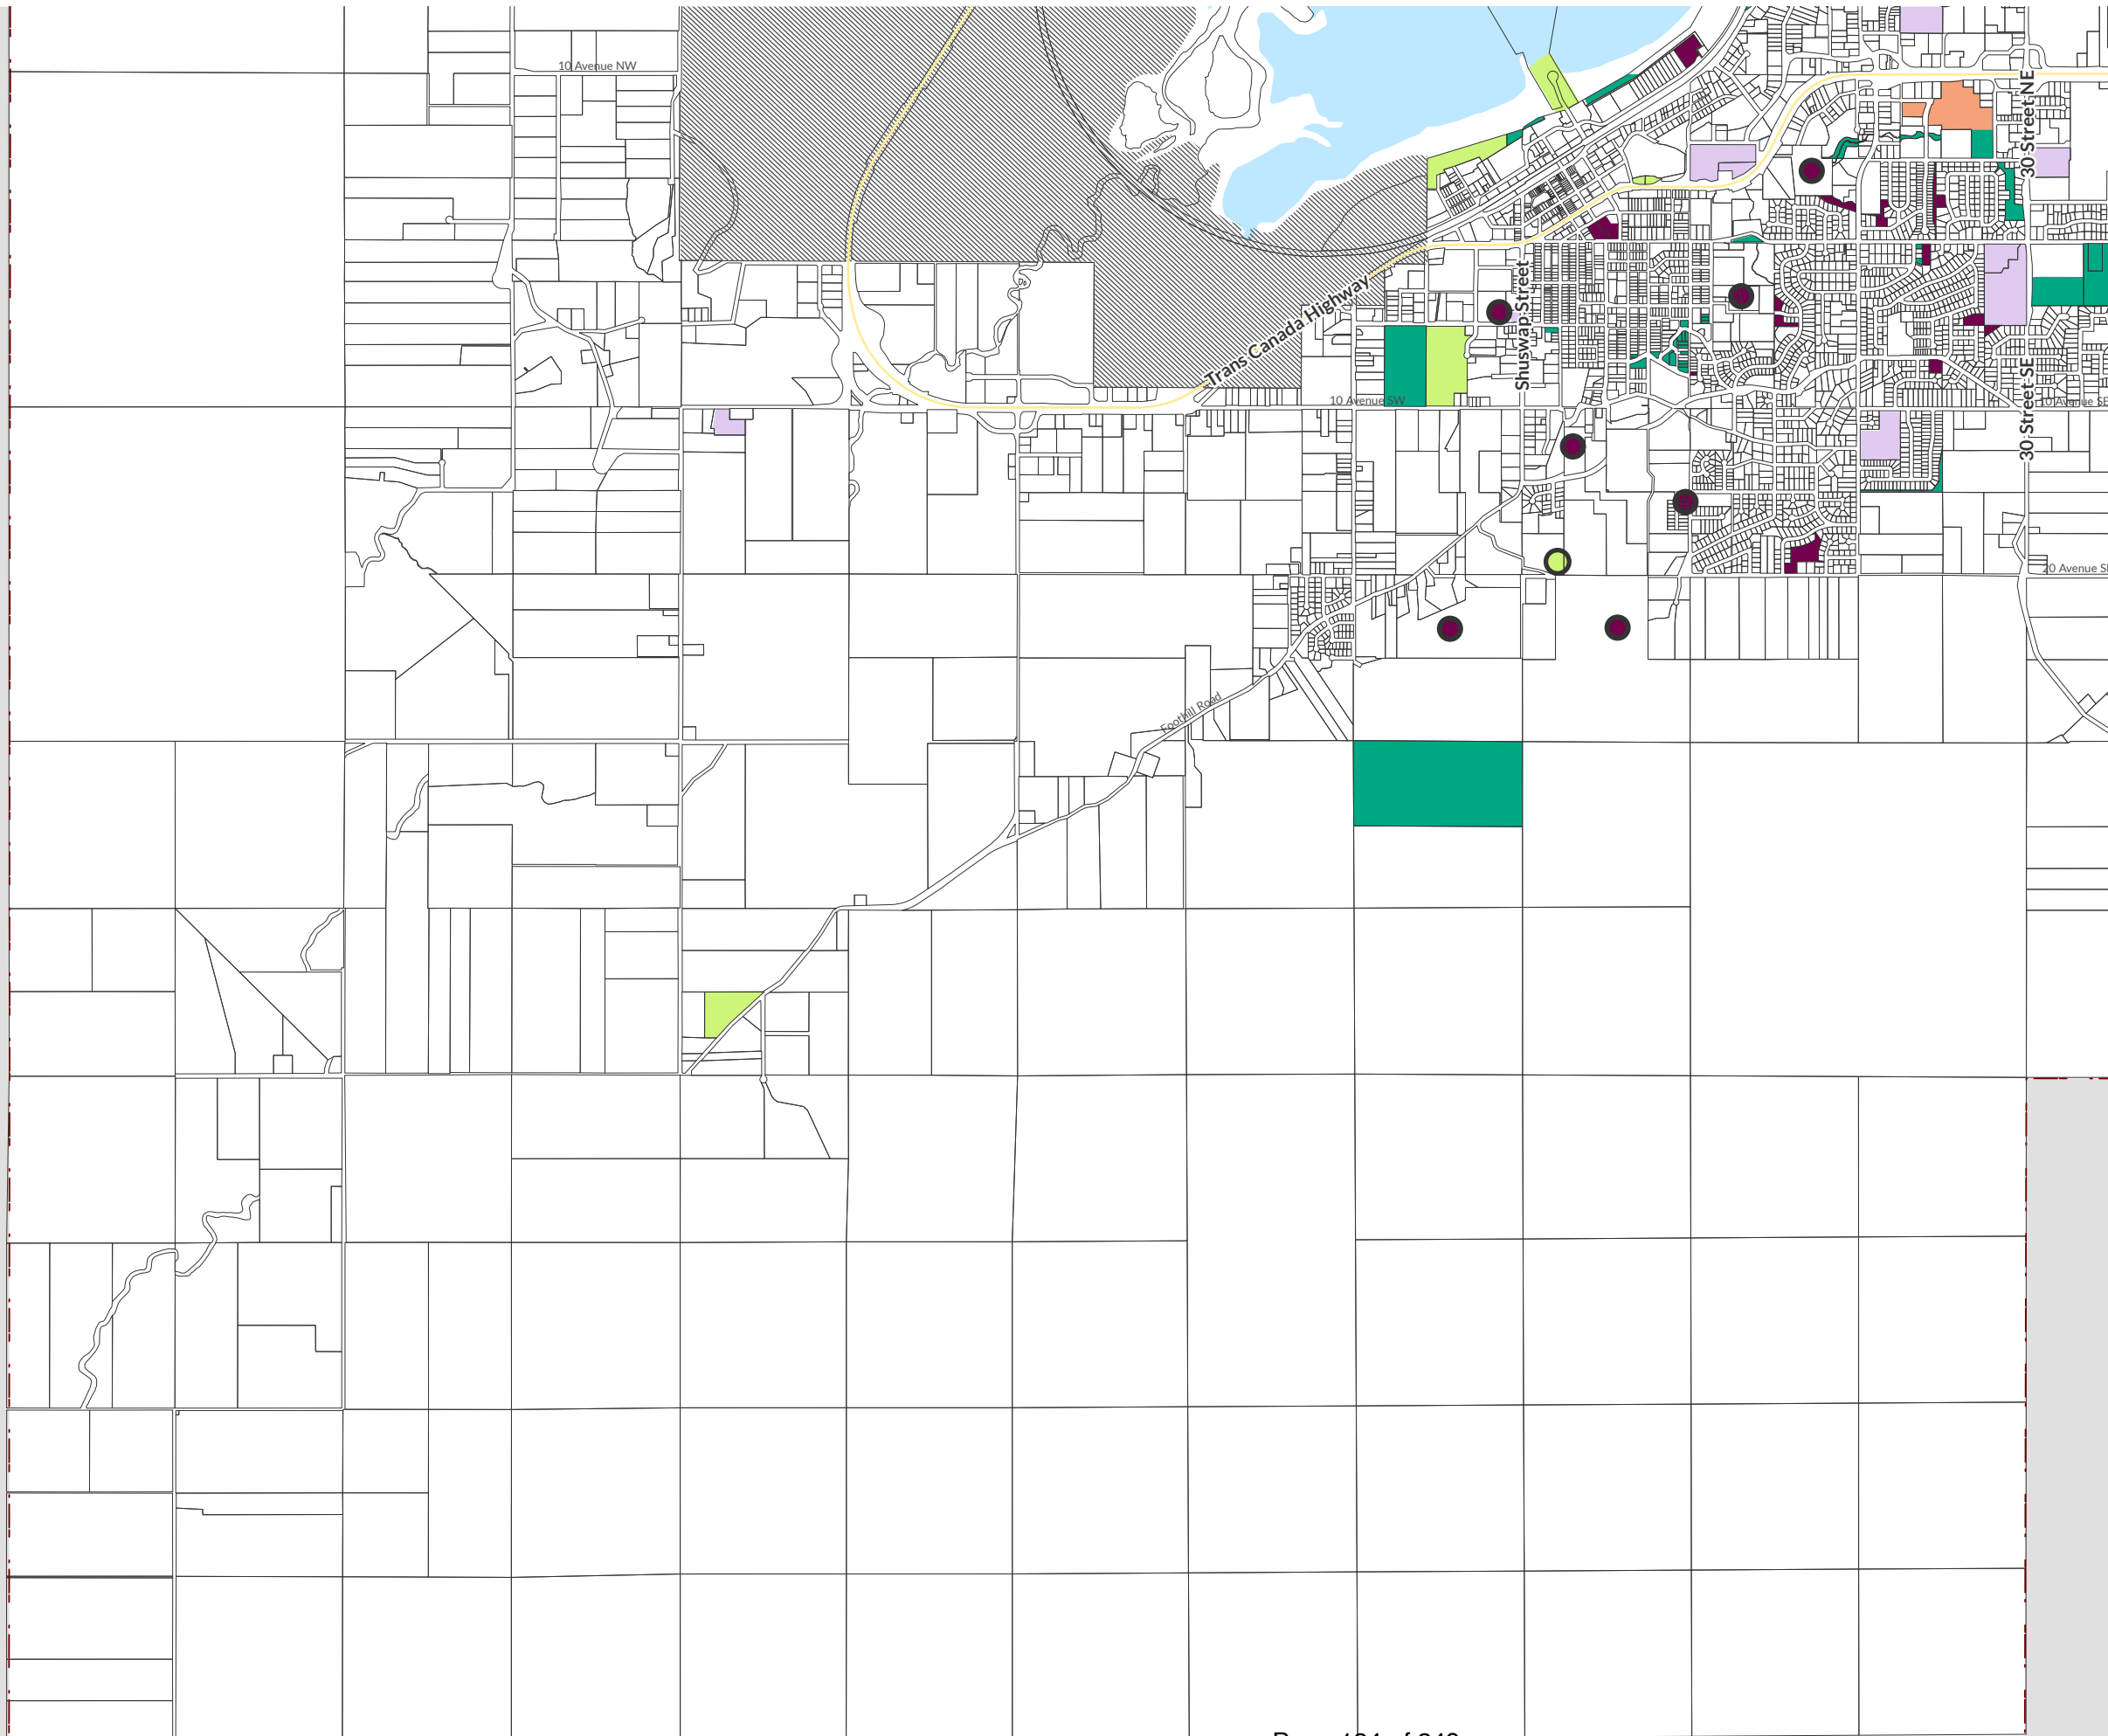 10 Avenue NW
30 Street NE
Trans Canada Highway
Shuswap Street
10 Avenue SW
30 Street SE
10 Avenue SE
20 Avenue SE
Foothill Road